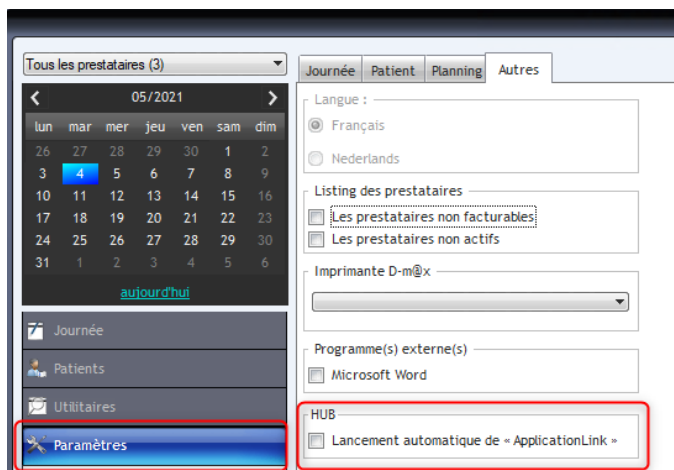 Tous les prestataires (3)
05/2021
lun mar mer jeu ven sam dim
26 27 28 29 30 1 2
3 4 5 6 7 8 9
10 11 12 13 14 15 16
17 18 19 20 21 22 23
24 25 26 27 28 29 30
31 1 2 3 4 5 6
aujourd'hui
Journée
Patients
Utilitaires
Paramètres
Journée Patient Planning Autres
Langue :
Français
Nederlands
Listing des prestataires
Les prestataires non facturables
Les prestataires non actifs
Imprimante D-m@x
Programme(s) externe(s)
Microsoft Word
HUB
Lancement automatique de « ApplicationLink »